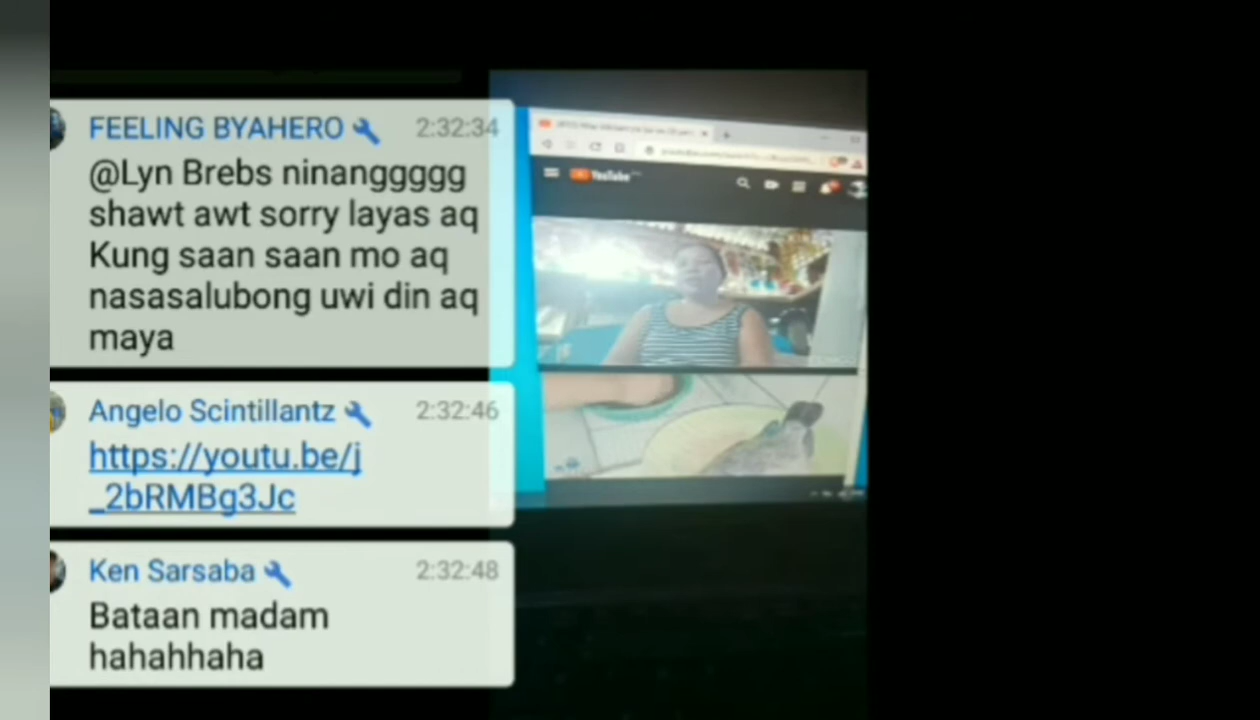 FEELING BYAHERO 2:32:34
@Lyn Brebs ninanggggg
shawt awt sorry layas aq
Kung saan saan mo aq
nasasalubong uwi din aq
maya
Angelo Scintillantz 2:32:46
https://youtu.be/j
_2bRMBg3Jc
Ken Sarsaba 2:32:48
Bataan madam
hahahhaha
YouTube